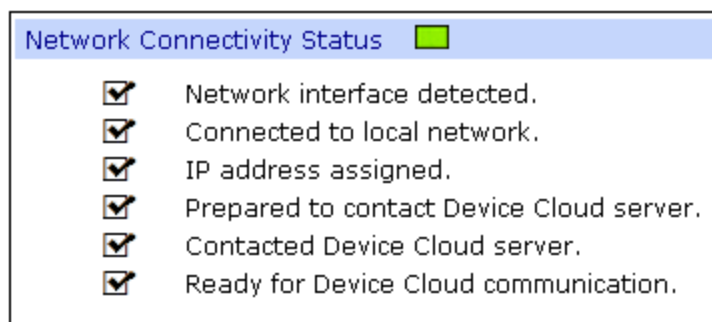 Network Connectivity Status
Network interface detected.
Connected to local network.
IP address assigned.
Prepared to contact Device Cloud server.
Contacted Device Cloud server.
Ready for Device Cloud communication.